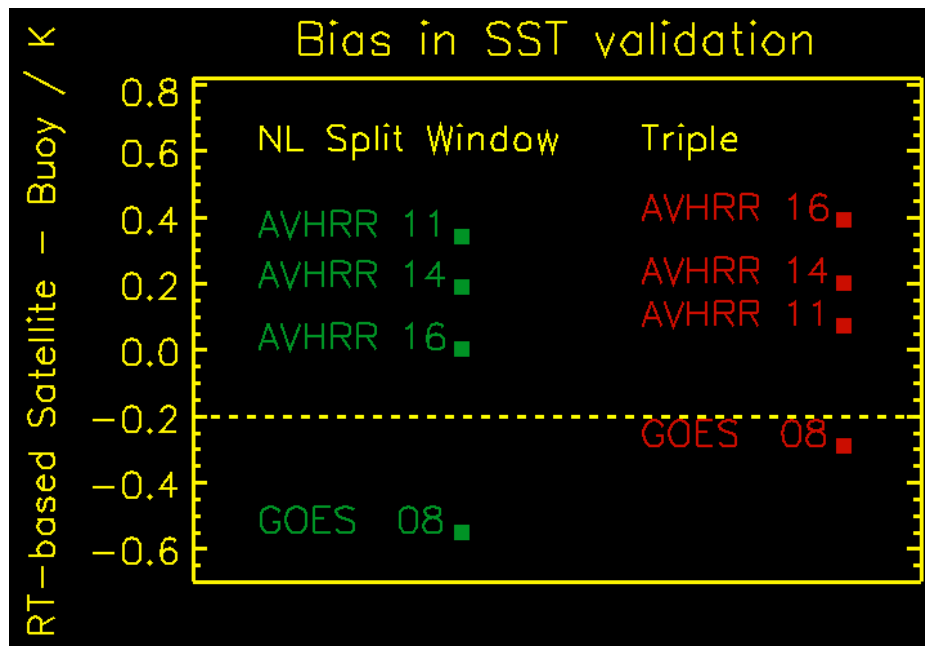 Bias in SST validation
RT-based Satellite - Buoy / K
0.8
0.6
0.4
0.2
0.0
-0.2
-0.4
-0.6
NL Split Window
AVHRR 11
AVHRR 14
AVHRR 16
GOES 08
Triple
AVHRR 16
AVHRR 14
AVHRR 11
GOES 08